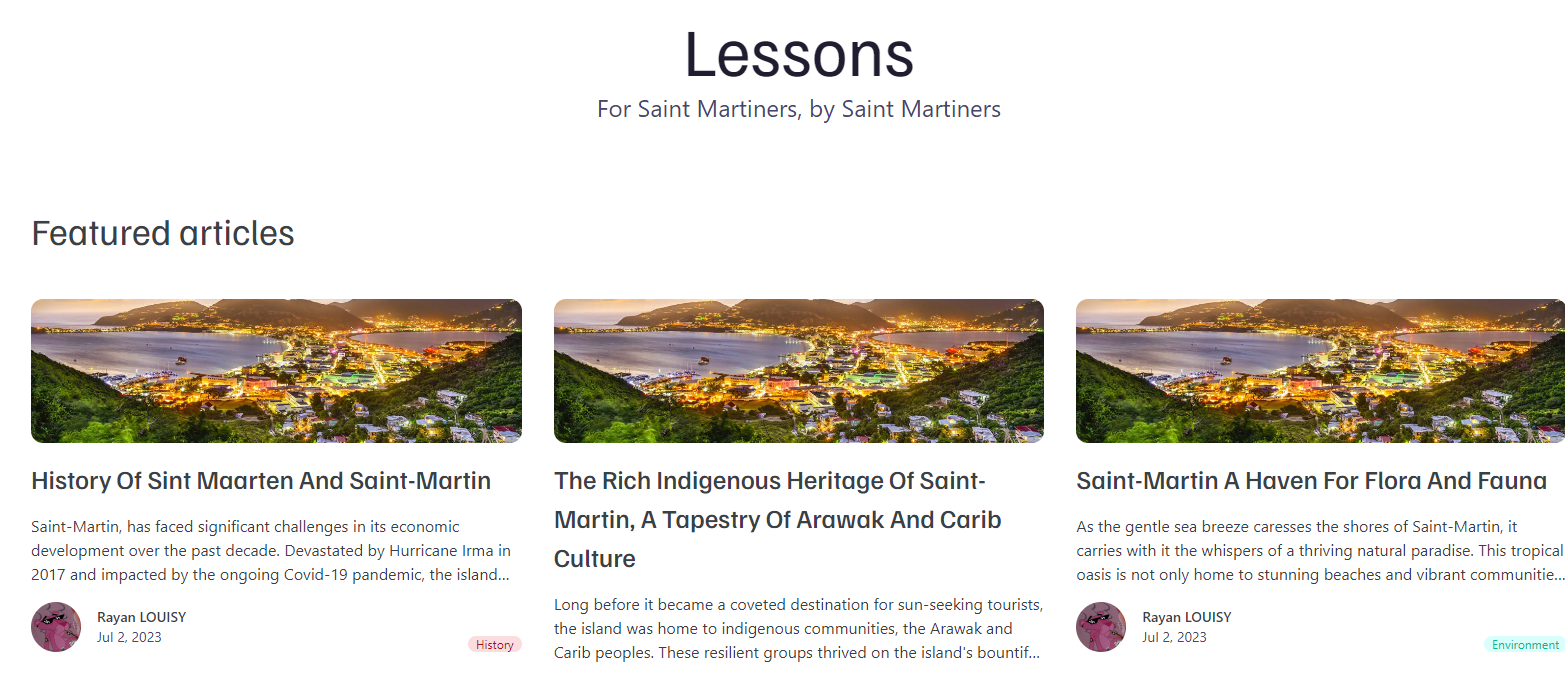 Lessons
For Saint Martiners, by Saint Martiners
Featured articles
History Of Sint Maarten And Saint-Martin
Saint-Martin, has faced significant challenges in its economic
development over the past decade. Devastated by Hurricane Irma in
2017 and impacted by the ongoing Covid-19 pandemic, the island...
Rayan LOUISY
Jul 2, 2023
History
The Rich Indigenous Heritage Of Saint-
Martin, A Tapestry Of Arawak And Carib
Culture
Long before it became a coveted destination for sun-seeking tourists,
the island was home to indigenous communities, the Arawak and
Carib peoples. These resilient groups thrived on the island's bountif...
Saint-Martin A Haven For Flora And Fauna
As the gentle sea breeze caresses the shores of Saint-Martin, it
carries with it the whispers of a thriving natural paradise. This tropical
oasis is not only home to stunning beaches and vibrant communitie...
Rayan LOUISY
Jul 2, 2023
Environment